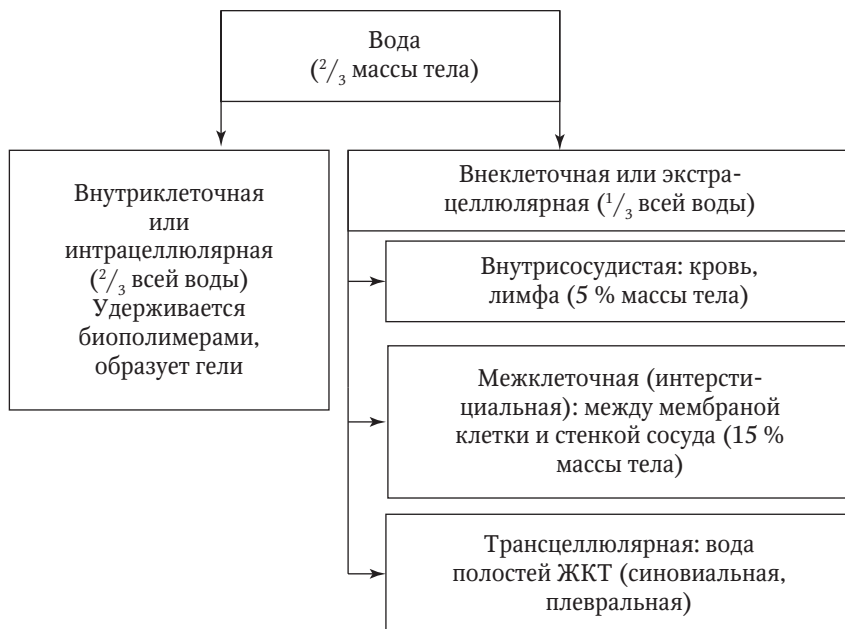 Вода
(²/₃ массы тела)
Внутриклеточная
или
интрацеллюлярная
(²/₃ всей воды)
Удерживается
биополимерами,
образует гели
Внеклеточная или экстра-
целлюлярная (¹/₃ всей воды)
Внутрисосудистая: кровь,
лимфа (5 % массы тела)
Межклеточная (интерсти-
циальная): между мембраной
клетки и стенкой сосуда (15 %
массы тела)
Трансцеллюлярная: вода
полостей ЖКТ (синовиальная,
плевральная)